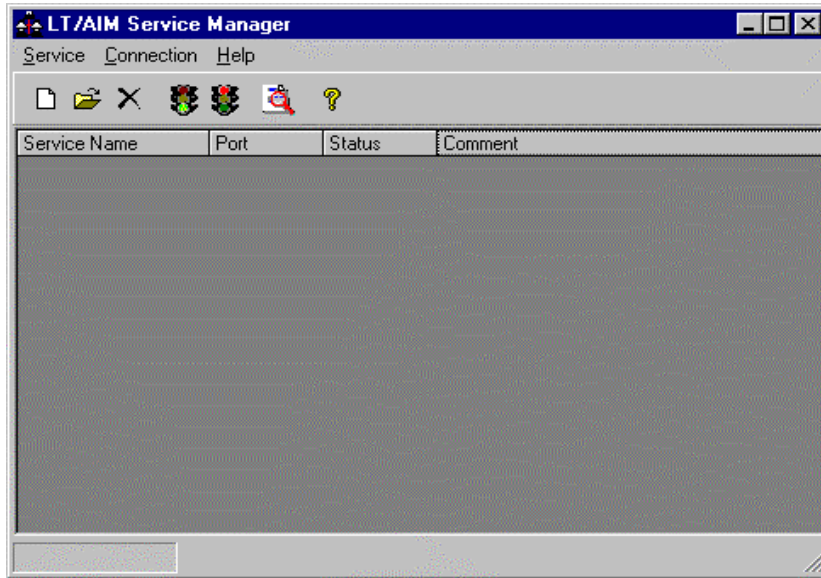 LT/AIM Service Manager
Service Connection Help
Service Name Port Status Comment